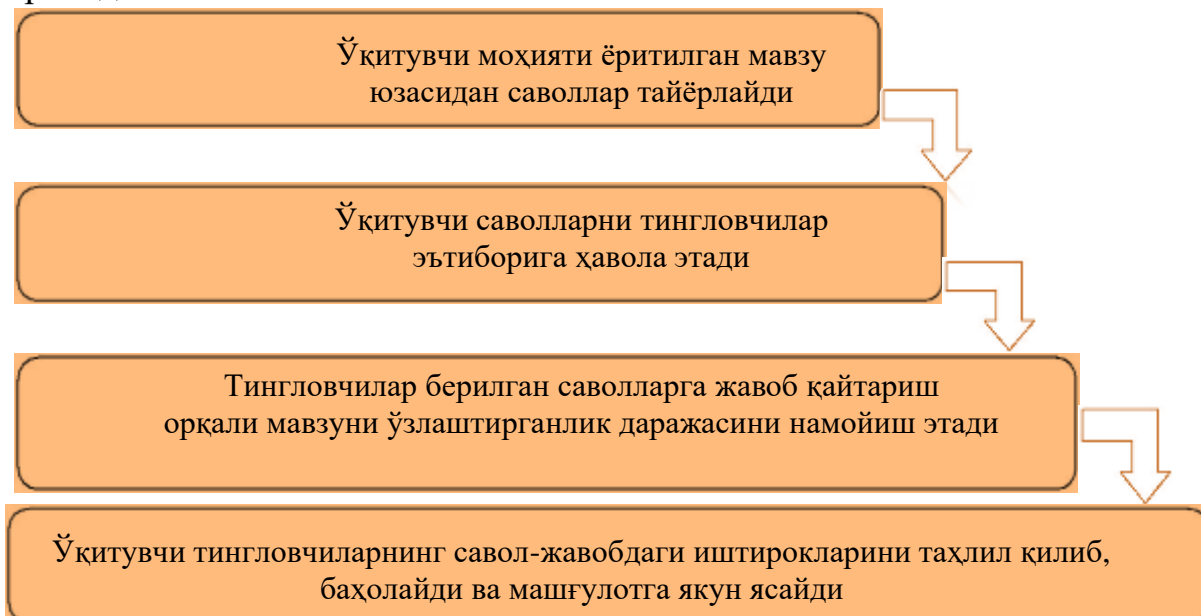 Ўқитувчи моҳияти ёритилган мавзу
юзасидан саволлар тайёрлайди
Ўқитувчи саволларни тингловчилар
эътиборига ҳавола этади
Тингловчилар берилган саволларга жавоб қайтариш
орқали мавзуни ўзлаштирганлик даражасини намойиш этади
Ўқитувчи тингловчиларнинг савол-жавобдаги иштирокларини таҳлил қилиб,
баҳолайди ва машғулотга якун ясайди